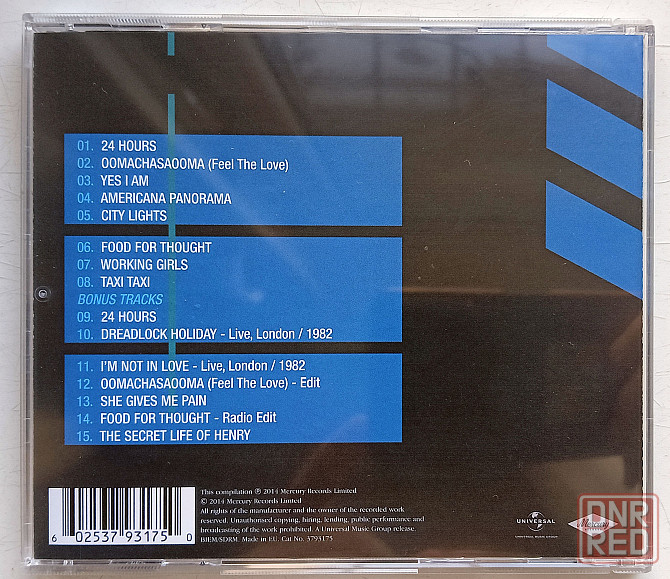 01. 24 HOURS
02. OOMACHASAOOMA (Feel The Love)
03. YES I AM
04. AMERICANA PANORAMA
05. CITY LIGHTS
06. FOOD FOR THOUGHT
07. WORKING GIRLS
08. TAXI TAXI
BONUS TRACKS
09. 24 HOURS
10. DREADLOCK HOLIDAY - Live, London / 1982
11. I'M NOT IN LOVE - Live, London / 1982
12. OOMACHASAOOMA (Feel The Love) - Edit
13. SHE GIVES ME PAIN
14. FOOD FOR THOUGHT - Radio Edit
15. THE SECRET LIFE OF HENRY
6 02537 93175 0
This compilation ℗ 2014 Mercury Records Limited
© 2014 Mercury Records Limted
All rights of the manufacturer and the owner of the recorded work
reserved. Unauthorised copying, hiring, lending, public performance and
broadcasting of the work prohibited. A Universal Music Group release.
BIEM/SDRM. Made in EU. Cat No. 3793175
UNIVERSAL
UNIVERSAL MUSIC GROUP
Mercury
DNR
RED